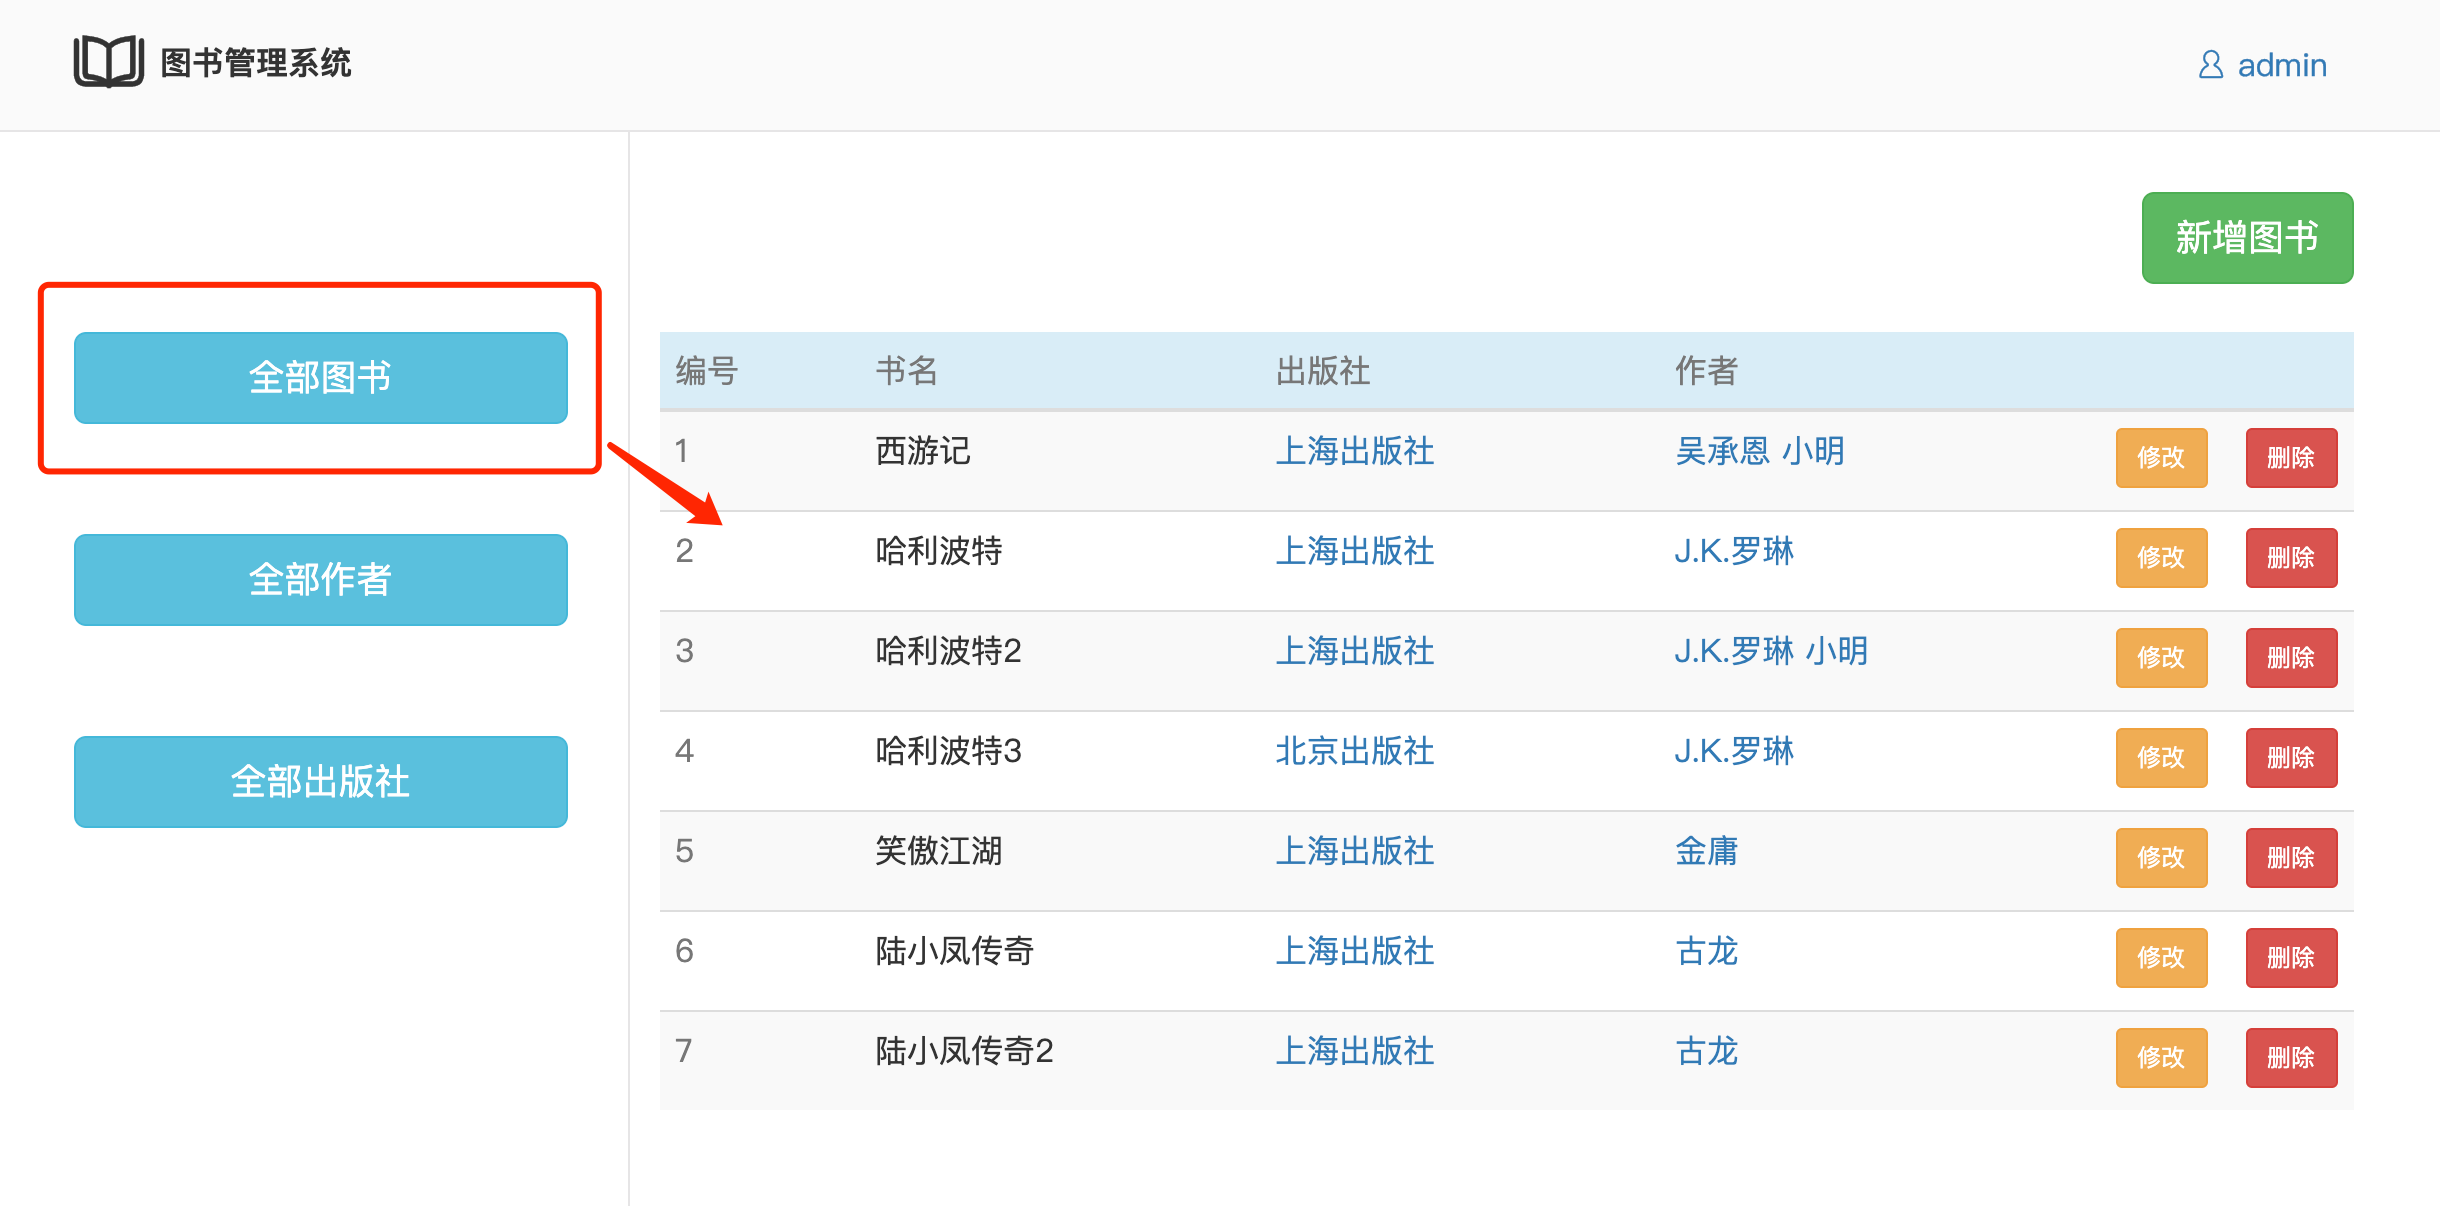 图书管理系统
admin
新增图书
全部图书
全部作者
全部出版社
编号 书名 出版社 作者
1 西游记 上海出版社 吴承恩 小明 修改 删除
2 哈利波特 上海出版社 J.K.罗琳 修改 删除
3 哈利波特2 上海出版社 J.K.罗琳 小明 修改 删除
4 哈利波特3 北京出版社 J.K.罗琳 修改 删除
5 笑傲江湖 上海出版社 金庸 修改 删除
6 陆小凤传奇 上海出版社 古龙 修改 删除
7 陆小凤传奇2 上海出版社 古龙 修改 删除